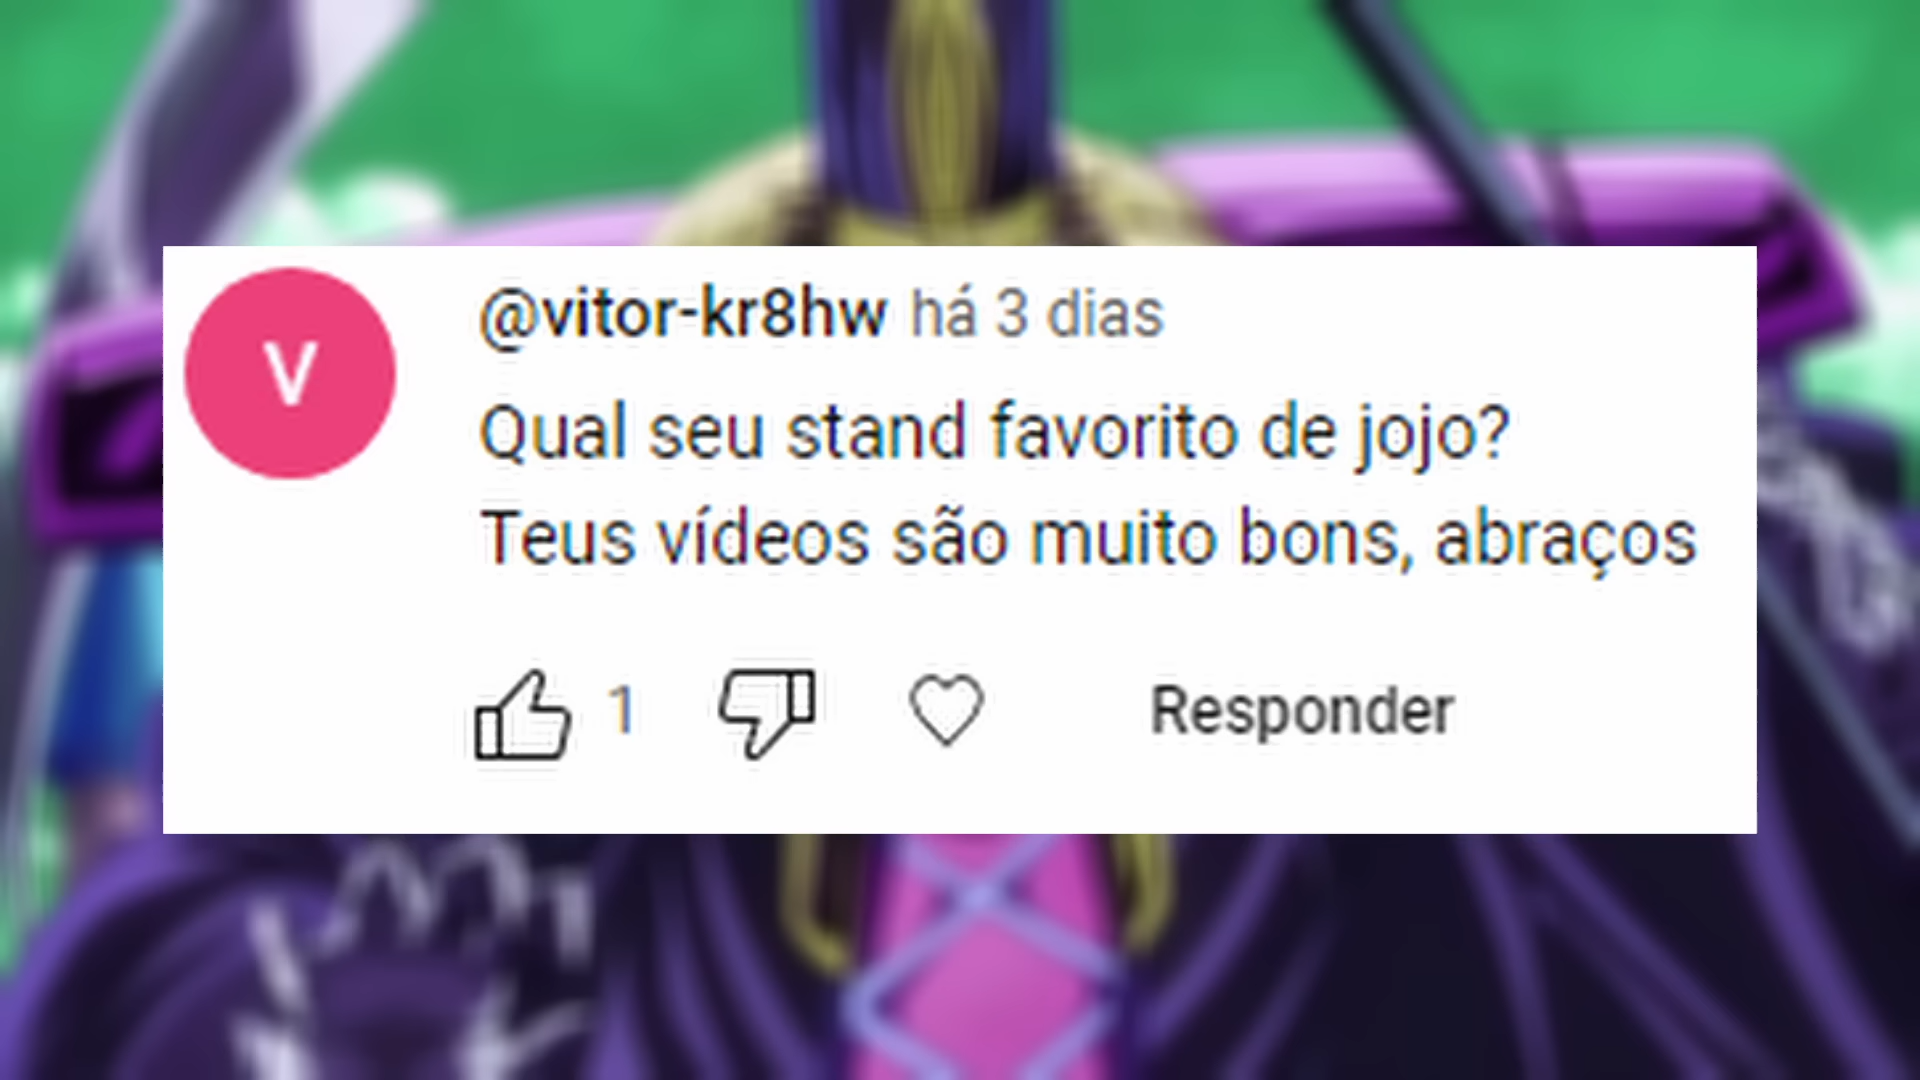 V
@vitor-kr8hw há 3 dias
Qual seu stand favorito de jojo?
Teus vídeos são muito bons, abraços
1
Responder